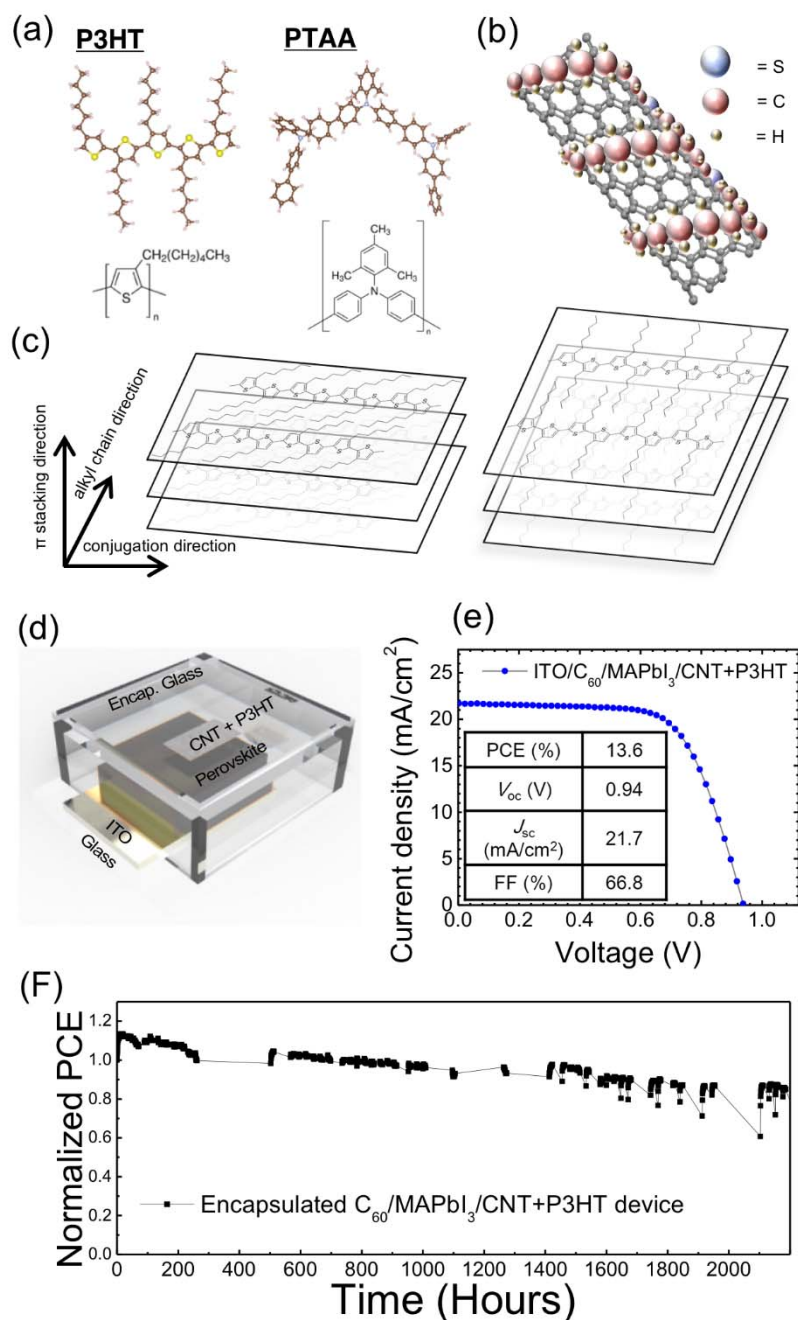 (a)
P3HT
PTAA
(b)
= S
= C
= H
CH₂(CH₂)₄CH₃
S
n
CH₃
H₃C
CH₃
N
n
(c)
π stacking direction
alkyl chain direction
conjugation direction
(d)
Encap. Glass
CNT + P3HT
Perovskite
ITO
Glass
(e)
Current density (mA/cm²)
25
20
15
10
5
0
ITO/C₆₀/MAPbI₃/CNT+P3HT
PCE (%) 13.6
Voc (V) 0.94
Jsc (mA/cm²) 21.7
FF (%) 66.8
0.0 0.2 0.4 0.6 0.8 1.0
Voltage (V)
(F)
Normalized PCE
1.2
1.0
0.8
0.6
0.4
0.2
0.0
Encapsulated C₆₀/MAPbI₃/CNT+P3HT device
0 200 400 600 800 1000 1200 1400 1600 1800 2000
Time (Hours)